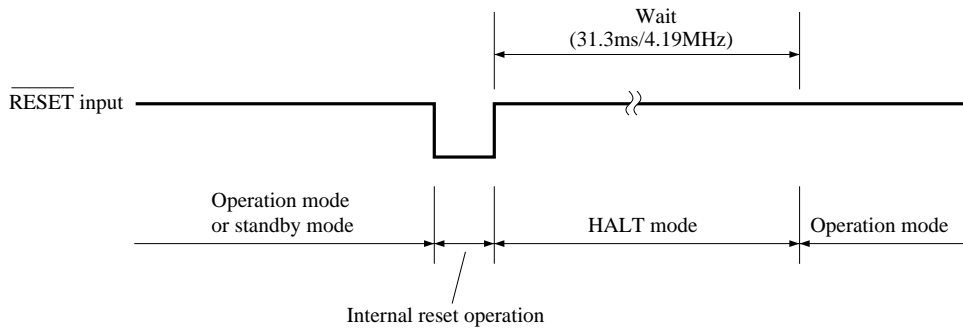 Wait
(31.3ms/4.19MHz)
RESET input
Operation mode
or standby mode
HALT mode
Operation mode
Internal reset operation